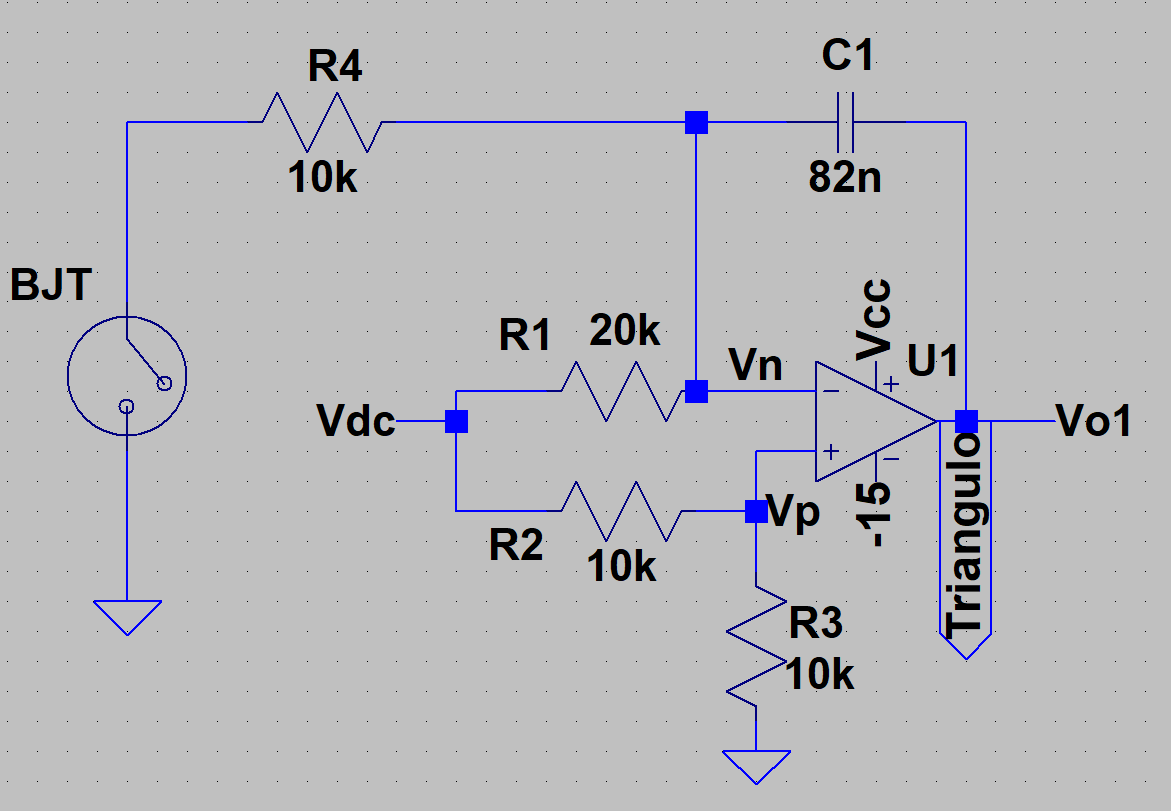 R4
C1
10k
82n
BJT
R1
20k
Vn
Vcc
U1
+
−
Vdc
Vo1
+
−
R2
10k
Vp
-15
Triangulo
R3
10k